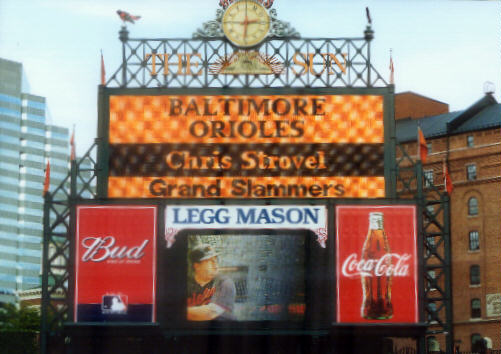 THE SUN
BALTIMORE
ORIOLES
Chris Strovel
Grand Slammers
LEGG MASON
Bud
Coca-Cola